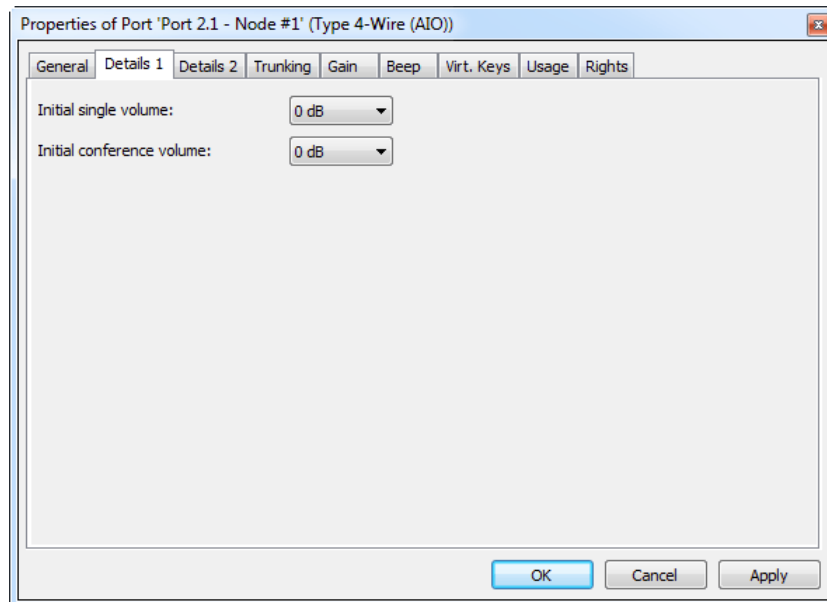 Properties of Port 'Port 2.1 - Node #1' (Type 4-Wire (AIO))
General Details 1 Details 2 Trunking Gain Beep Virt. Keys Usage Rights
Initial single volume: 0 dB
Initial conference volume: 0 dB
OK Cancel Apply